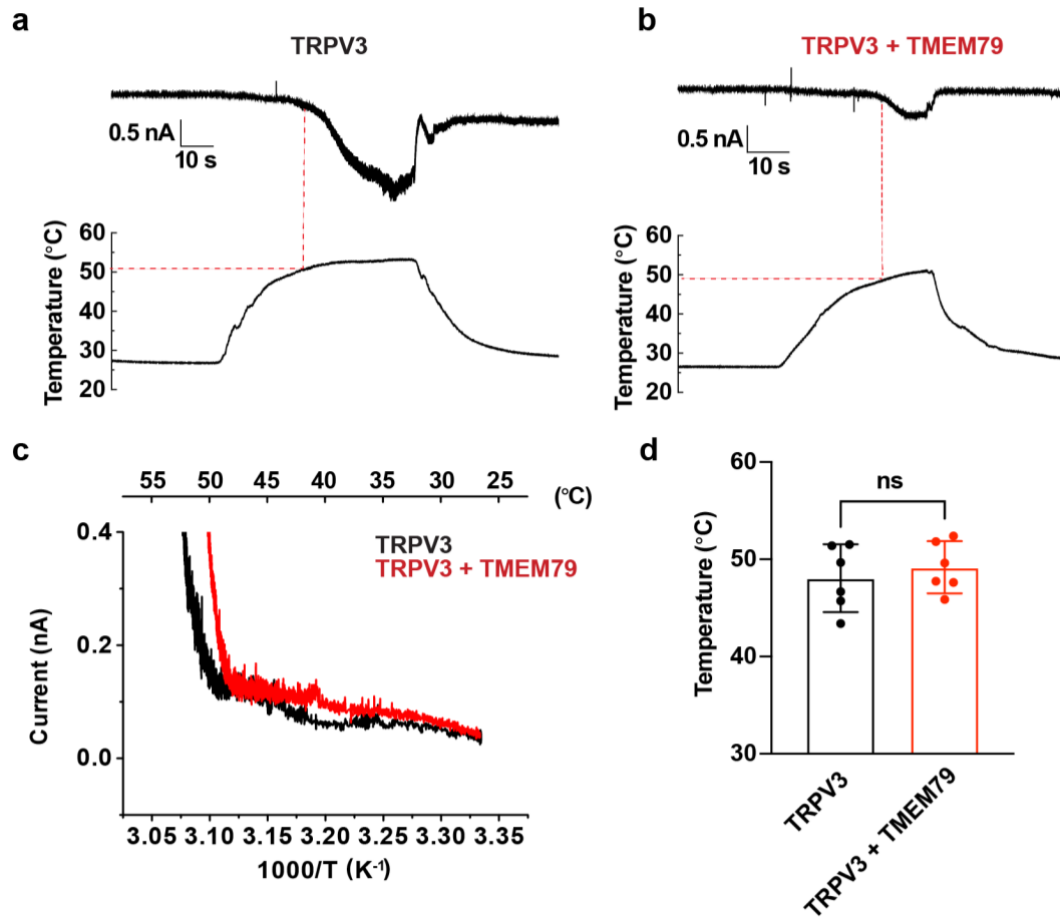 a
TRPV3
0.5 nA
10 s
Temperature (°C)
60
50
40
30
20
b
TRPV3 + TMEM79
0.5 nA
10 s
Temperature (°C)
60
50
40
30
20
c
55 50 45 40 35 30 25 (°C)
TRPV3
TRPV3 + TMEM79
Current (nA)
0.4
0.2
0.0
3.05 3.10 3.15 3.20 3.25 3.30 3.35
1000/T (K⁻¹)
d
ns
Temperature (°C)
60
50
40
30
TRPV3
TRPV3 + TMEM79